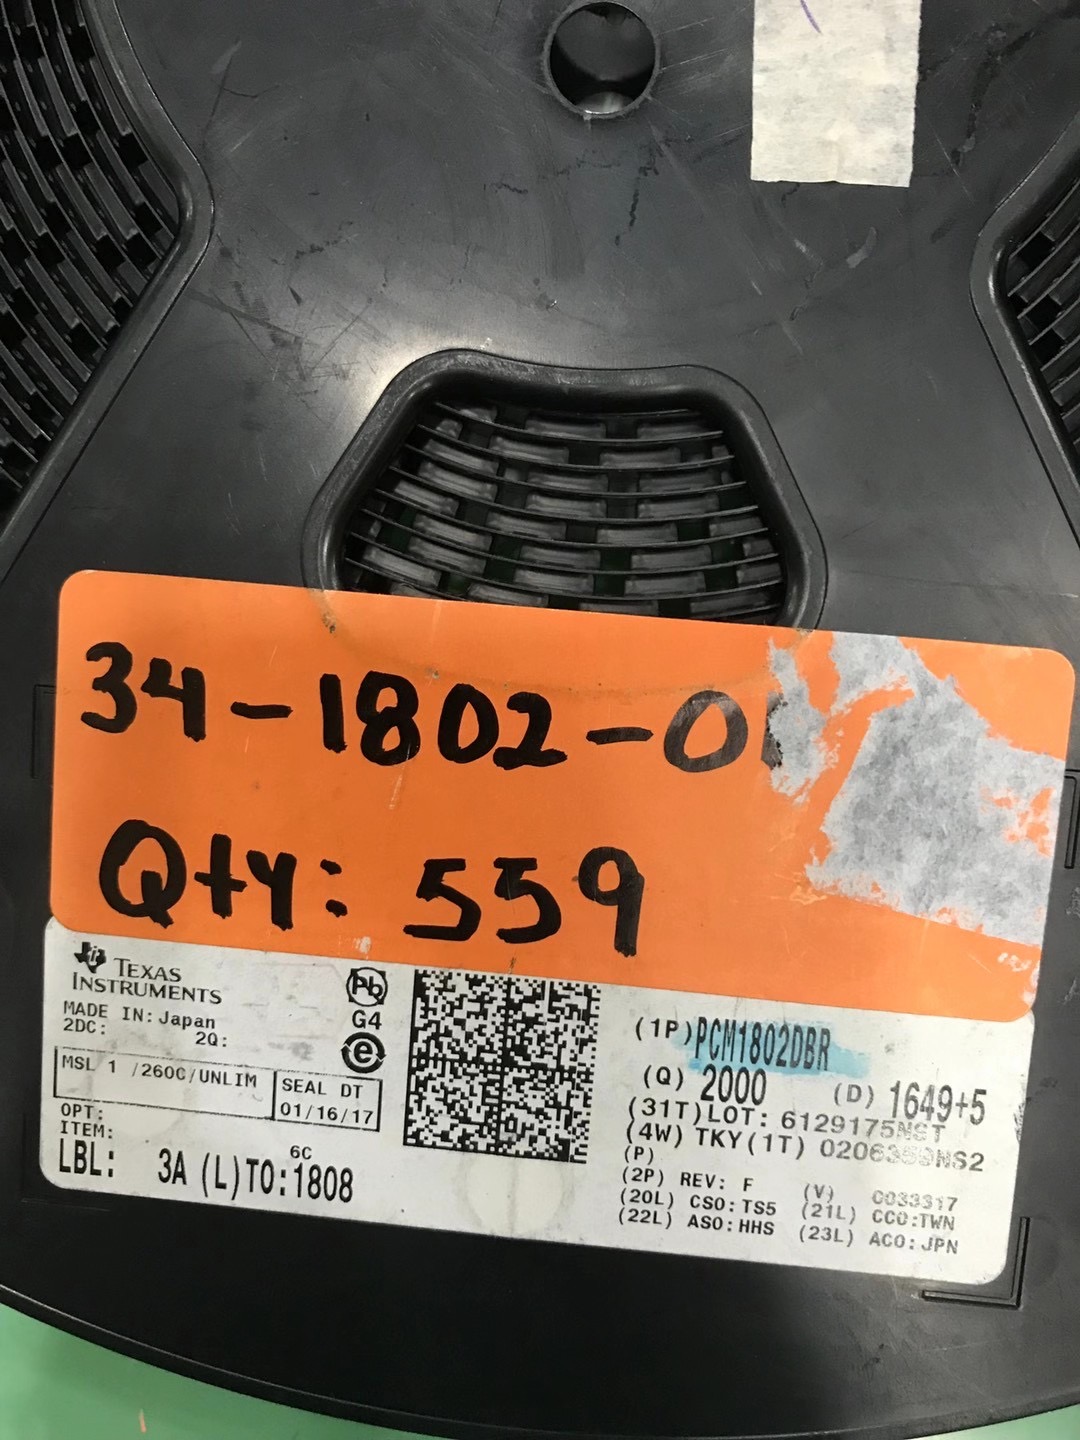 34-1802-0
Qty: 559
TEXAS
INSTRUMENTS
MADE IN: Japan
2DC: 2Q:
MSL 1 /260C/UNLIM
SEAL DT
01/16/17
OPT:
ITEM:
LBL: 3A (L)TO:1808
6C
Pb
G4
e
(1P) PCM1802DBR
(Q) 2000 (D) 1649+5
(31T)LOT: 6129175NST
(4W) TKY(1T)
(P)
(2P) REV: F (V) 0033317
(20L) CSO:TS5 (21L) CCO:TWN
(22L) ASO:HHS (23L) ACO:JPN